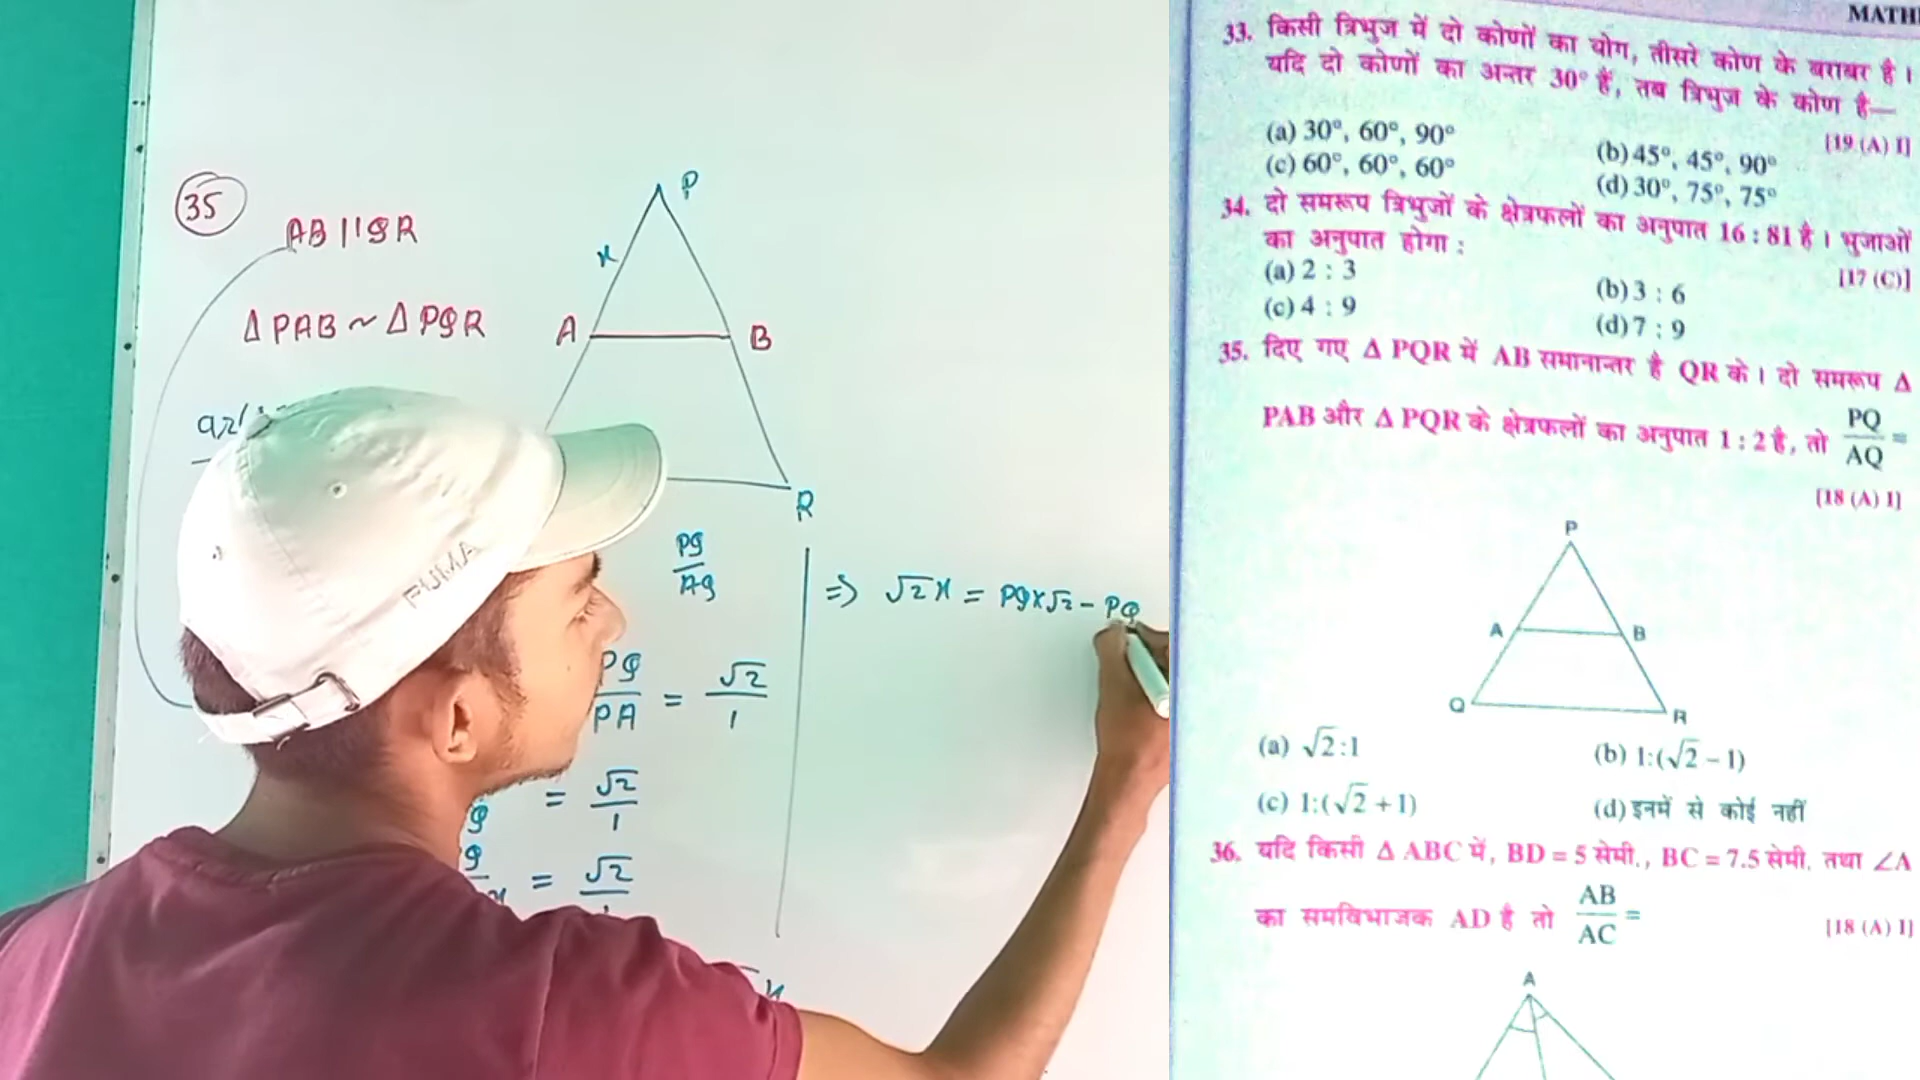 35
AB || QR
Δ PAB ~ Δ PQR
P
x
A
B
R
PQ
AQ
PQ
PA
= √2
1
= √2
1
= √2
⇒ √2 x = PQ×√2 - PQ
PUMA
33. किसी त्रिभुज में दो कोणों का योग, तीसरे कोण के बराबर है।
यदि दो कोणों का अन्तर 30° हैं, तब त्रिभुज के कोण है—
[19 (A) I]
(a) 30°, 60°, 90°
(b) 45°, 45°, 90°
(c) 60°, 60°, 60°
(d) 30°, 75°, 75°
34. दो समरूप त्रिभुजों के क्षेत्रफलों का अनुपात 16 : 81 है। भुजाओं
का अनुपात होगा :
[17 (C)]
(a) 2 : 3
(b) 3 : 6
(c) 4 : 9
(d) 7 : 9
35. दिए गए Δ PQR में AB समानान्तर है QR के। दो समरूप Δ
PAB और Δ PQR के क्षेत्रफलों का अनुपात 1 : 2 है, तो PQ/AQ =
[18 (A) I]
P
A
B
Q
R
(a) √2:1
(b) 1:(√2 – 1)
(c) 1:(√2 + 1)
(d) इनमें से कोई नहीं
36. यदि किसी Δ ABC में, BD = 5 सेमी., BC = 7.5 सेमी. तथा ∠A
का समविभाजक AD है तो AB/AC =
[18 (A) I]
A